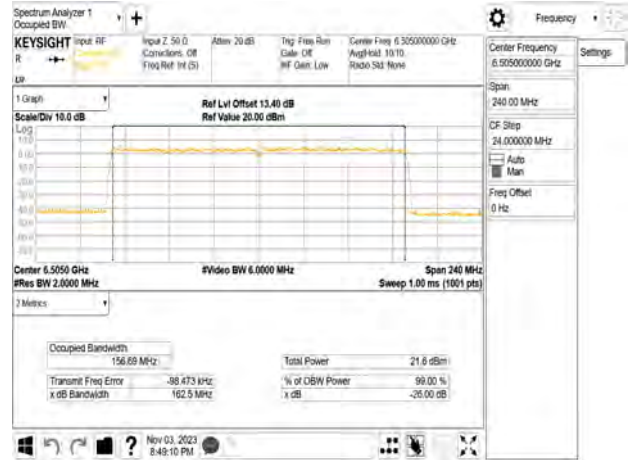 Spectrum Analyzer 1
Occupied BW
Frequency
KEYSIGHT
R
Input: RF
Input Z: 50 Ω
Corrections: Off
Freq Ref: Int (S)
Atten: 20 dB
Trig: Free Run
Gate: Off
#IF Gain: Low
Center Freq: 6.505000000 GHz
Avg|Hold: 10/10
Radio Std: None
Center Frequency
6.505000000 GHz
Settings
Span
240.00 MHz
CF Step
24.000000 MHz
Auto
Man
Freq Offset
0 Hz
1 Graph
Scale/Div 10.0 dB
Ref Lvl Offset 13.40 dB
Ref Value 20.00 dBm
Log
Center 6.5050 GHz
#Res BW 2.0000 MHz
#Video BW 6.0000 MHz
Span 240 MHz
Sweep 1.00 ms (1001 pts)
2 Metrics
Occupied Bandwidth
156.69 MHz
Total Power
21.6 dBm
Transmit Freq Error
-98.473 kHz
% of OBW Power
99.00 %
x dB Bandwidth
162.5 MHz
x dB
-26.00 dB
Nov 03, 2023
8:49:10 PM